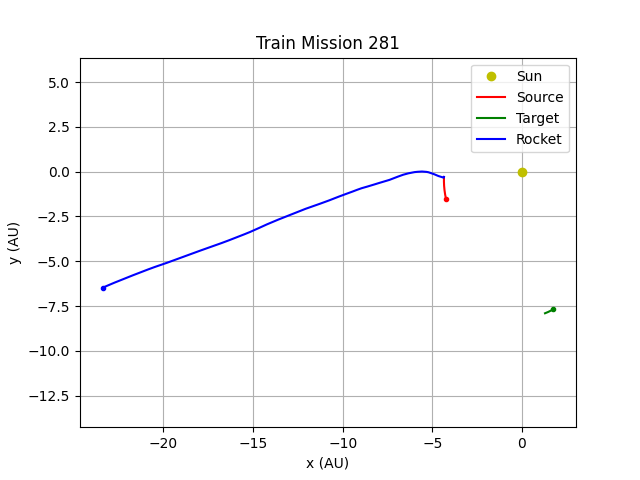 Train Mission 281
Sun
Source
Target
Rocket
5.0
2.5
0.0
−2.5
−5.0
−7.5
−10.0
−12.5
y (AU)
−20
−15
−10
−5
0
x (AU)